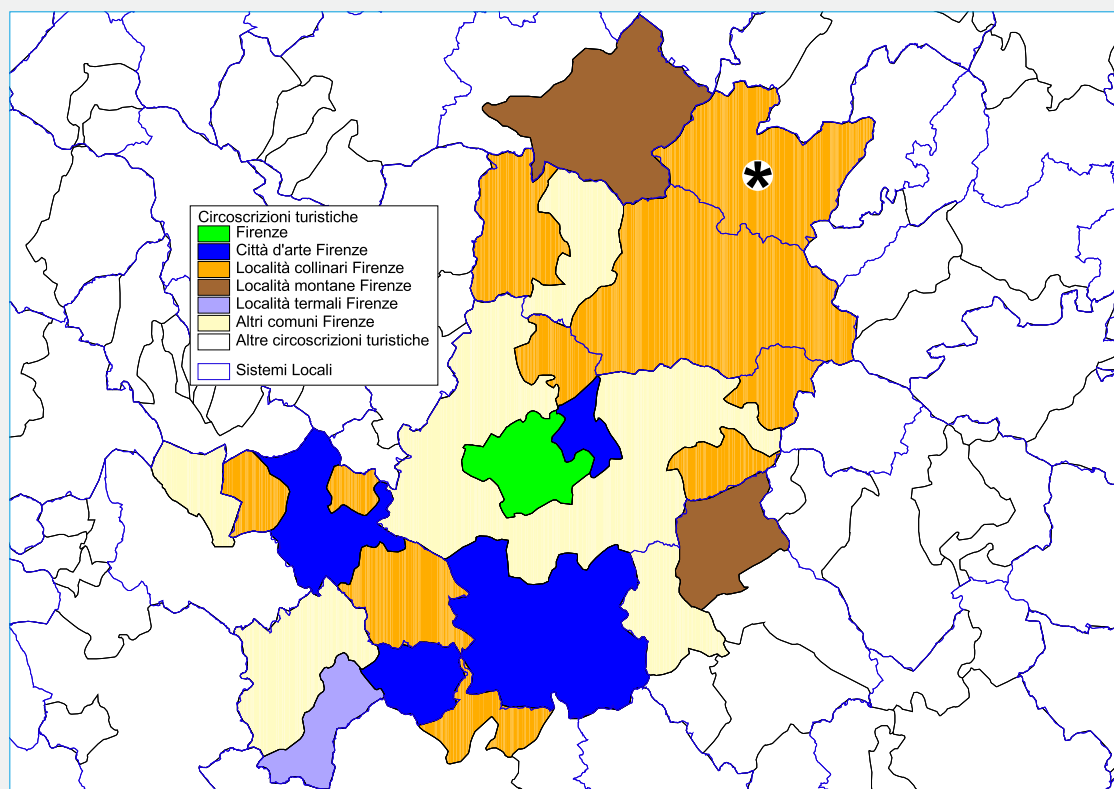 Circoscrizioni turistiche
Firenze
Città d'arte Firenze
Località collinari Firenze
Località montane Firenze
Località termali Firenze
Altri comuni Firenze
Altre circoscrizioni turistiche
Sistemi Locali
*